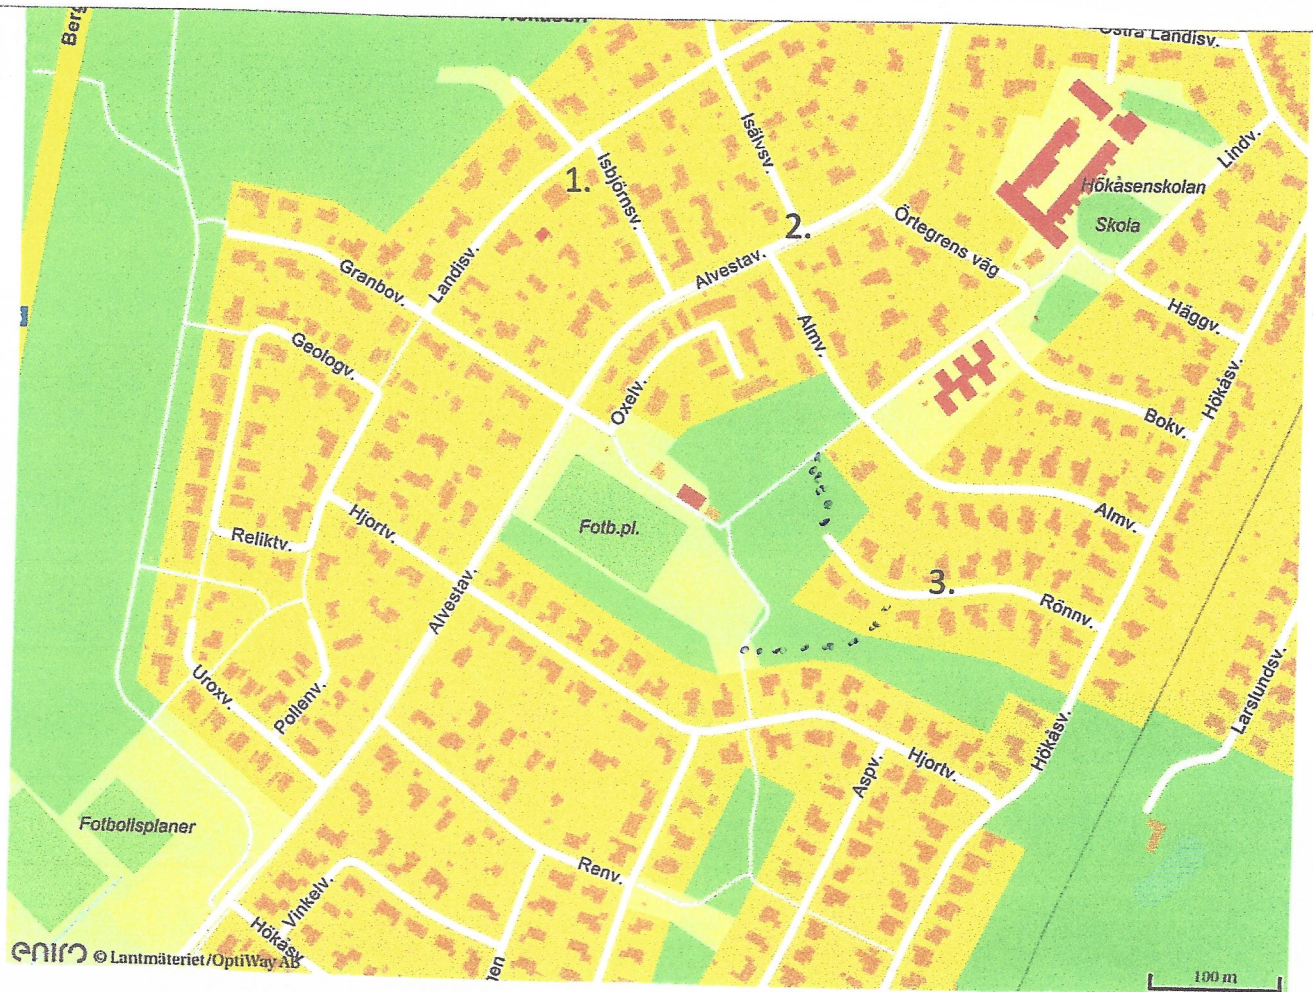 Berg
Östra Landisv.
Isälvsv.
Lindv.
Isbjörnsv.
1.
Hökåsenskolan
Skola
2.
Örtegrens väg
Landisv.
Granbov.
Alvestav.
Häggv.
Almv.
Geologv.
Oxelv.
Hökåsv.
Bokv.
Hjortv.
Almv.
Reliktv.
Fotb.pl.
Alvestav.
3.
Rönnv.
Uroxv.
Pollenv.
Larslundsv.
Hökåsv.
Hjortv.
Aspv.
Fotbollsplaner
Renv.
Vinkelv.
Hökåsv
eniro © Lantmäteriet/OptiWay AB
en
100 m